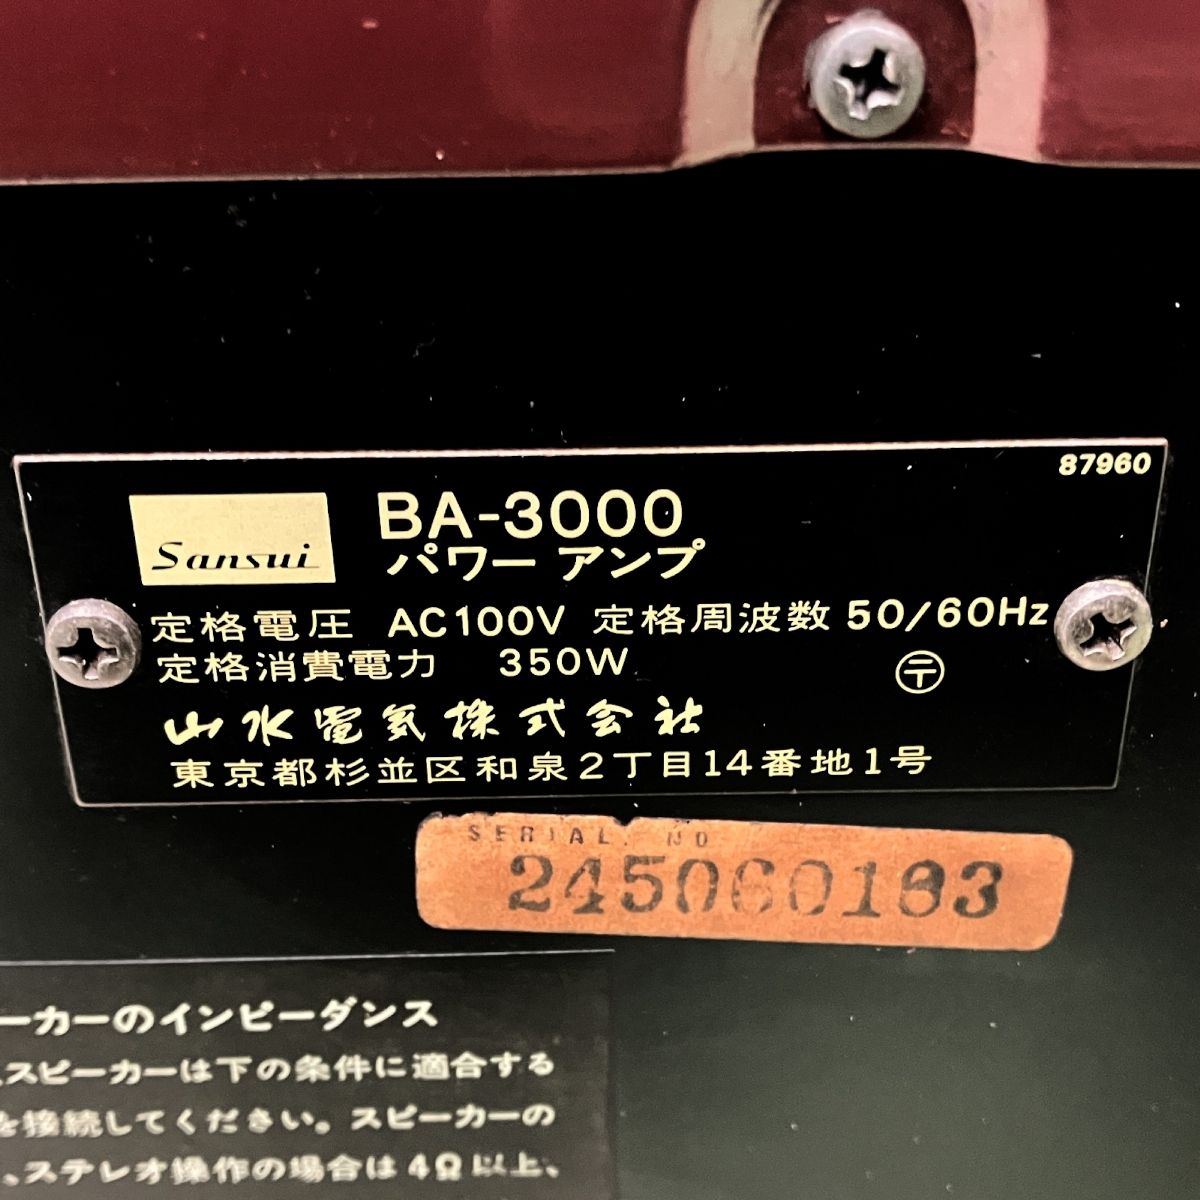 87960
Sansui BA-3000
パワー アンプ
定格電圧 AC100V 定格周波数 50/60Hz
定格消費電力 350W 〶
山水電気株式会社
東京都杉並区和泉2丁目14番地1号
SERIAL. NO
245060183
ーカーのインピーダンス
スピーカーは下の条件に適合する
を接続してください。スピーカーの
、ステレオ操作の場合は4Ω以上、